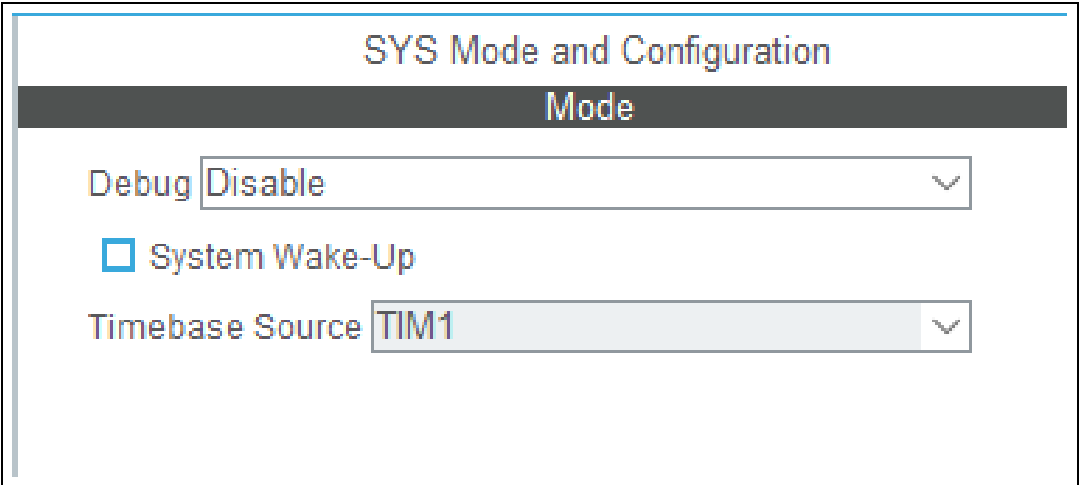 SYS Mode and Configuration
Mode
Debug Disable
System Wake-Up
Timebase Source TIM1